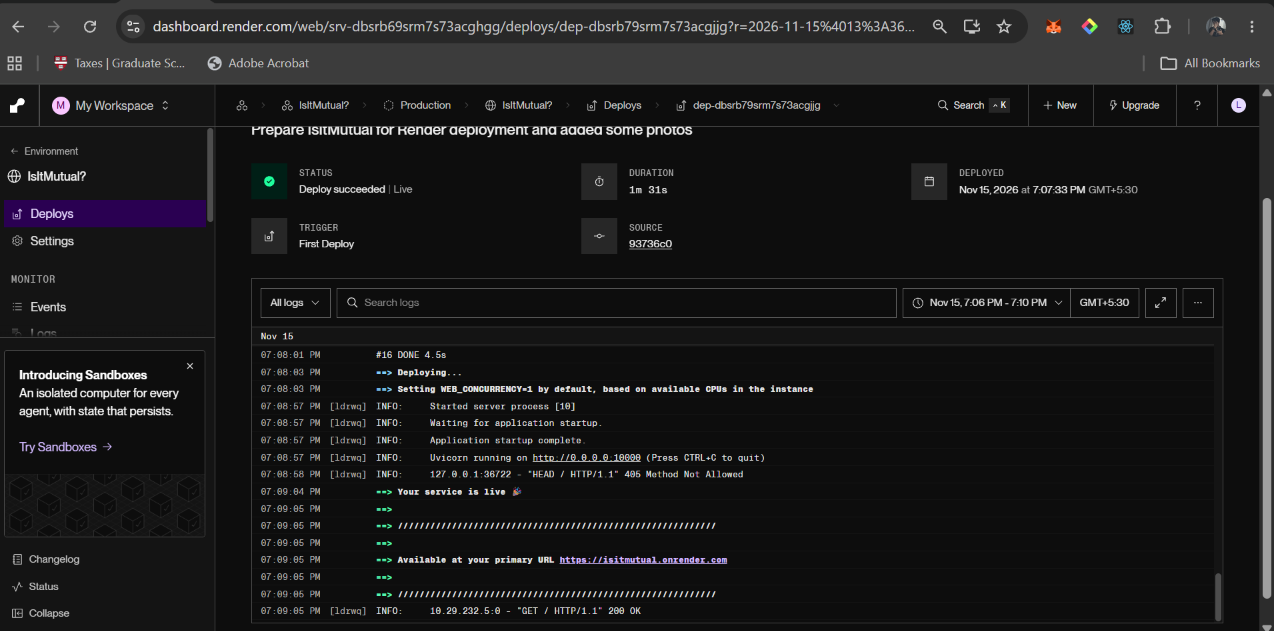 dashboard.render.com/web/srv-dbsrb69srm7s73acghgg/deploys/dep-dbsrb79srm7s73acgjjg?r=2026-11-15%4013%3A36...
Taxes | Graduate Sc...
Adobe Acrobat
All Bookmarks
M My Workspace
IsItMutual?
Production
IsItMutual?
Deploys
dep-dbsrb79srm7s73acgjjg
Search ^ K
+ New
Upgrade
?
L
← Environment
IsItMutual?
Deploys
Settings
MONITOR
Events
Logs
Introducing Sandboxes
An isolated computer for every
agent, with state that persists.
Try Sandboxes →
Changelog
Status
Collapse
Prepare IsItMutual for Render deployment and added some photos
STATUS
Deploy succeeded | Live
DURATION
1m 31s
DEPLOYED
Nov 15, 2026 at 7:07:33 PM GMT+5:30
TRIGGER
First Deploy
SOURCE
93736c0
All logs
Search logs
Nov 15, 7:06 PM - 7:10 PM
GMT+5:30
...
Nov 15
07:08:01 PM #16 DONE 4.5s
07:08:03 PM ==> Deploying...
07:08:03 PM ==> Setting WEB_CONCURRENCY=1 by default, based on available CPUs in the instance
07:08:57 PM [ldrwq] INFO: Started server process [10]
07:08:57 PM [ldrwq] INFO: Waiting for application startup.
07:08:57 PM [ldrwq] INFO: Application startup complete.
07:08:57 PM [ldrwq] INFO: Uvicorn running on http://0.0.0.0:10000 (Press CTRL+C to quit)
07:08:58 PM [ldrwq] INFO: 127.0.0.1:36722 - "HEAD / HTTP/1.1" 405 Method Not Allowed
07:09:04 PM ==> Your service is live 🎉
07:09:05 PM ==>
07:09:05 PM ==> ///////////////////////////////////////////////////////////
07:09:05 PM ==>
07:09:05 PM ==> Available at your primary URL https://isitmutual.onrender.com
07:09:05 PM ==>
07:09:05 PM ==> ///////////////////////////////////////////////////////////
07:09:05 PM [ldrwq] INFO: 10.29.232.5:0 - "GET / HTTP/1.1" 200 OK